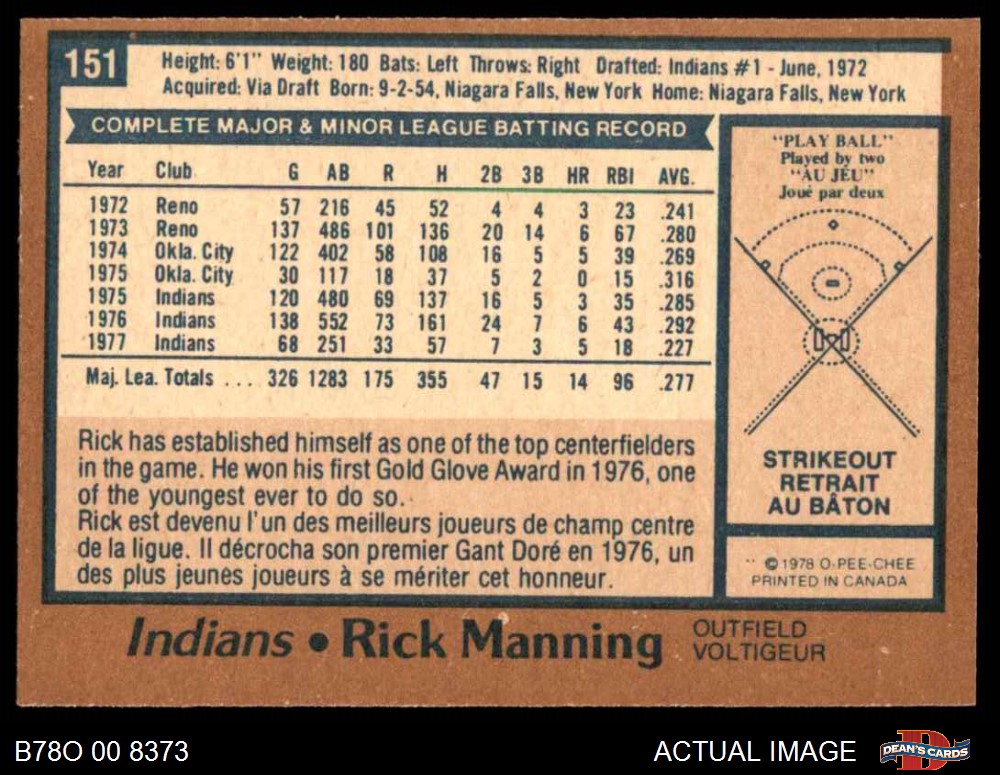 151
Height: 6'1" Weight: 180 Bats: Left Throws: Right Drafted: Indians #1 - June, 1972
Acquired: Via Draft Born: 9-2-54, Niagara Falls, New York Home: Niagara Falls, New York
COMPLETE MAJOR & MINOR LEAGUE BATTING RECORD
Year Club G AB R H 2B 3B HR RBI AVG.
1972 Reno 57 216 45 52 4 4 3 23 .241
1973 Reno 137 486 101 136 20 14 6 67 .280
1974 Okla. City 122 402 58 108 16 5 5 39 .269
1975 Okla. City 30 117 18 37 5 2 0 15 .316
1975 Indians 120 480 69 137 16 5 3 35 .285
1976 Indians 138 552 73 161 24 7 6 43 .292
1977 Indians 68 251 33 57 7 3 5 18 .227
Maj. Lea. Totals ... 326 1283 175 355 47 15 14 96 .277
Rick has established himself as one of the top centerfielders
in the game. He won his first Gold Glove Award in 1976, one
of the youngest ever to do so.
Rick est devenu l'un des meilleurs joueurs de champ centre
de la ligue. Il décrocha son premier Gant Doré en 1976, un
des plus jeunes joueurs à se mériter cet honneur.
"PLAY BALL"
Played by two
"AU JEU"
Joué par deux
STRIKEOUT
RETRAIT
AU BÂTON
© 1978 O-PEE-CHEE
PRINTED IN CANADA
Indians • Rick Manning
OUTFIELD
VOLTIGEUR
B78O 00 8373
ACTUAL IMAGE
DEAN'S CARDS